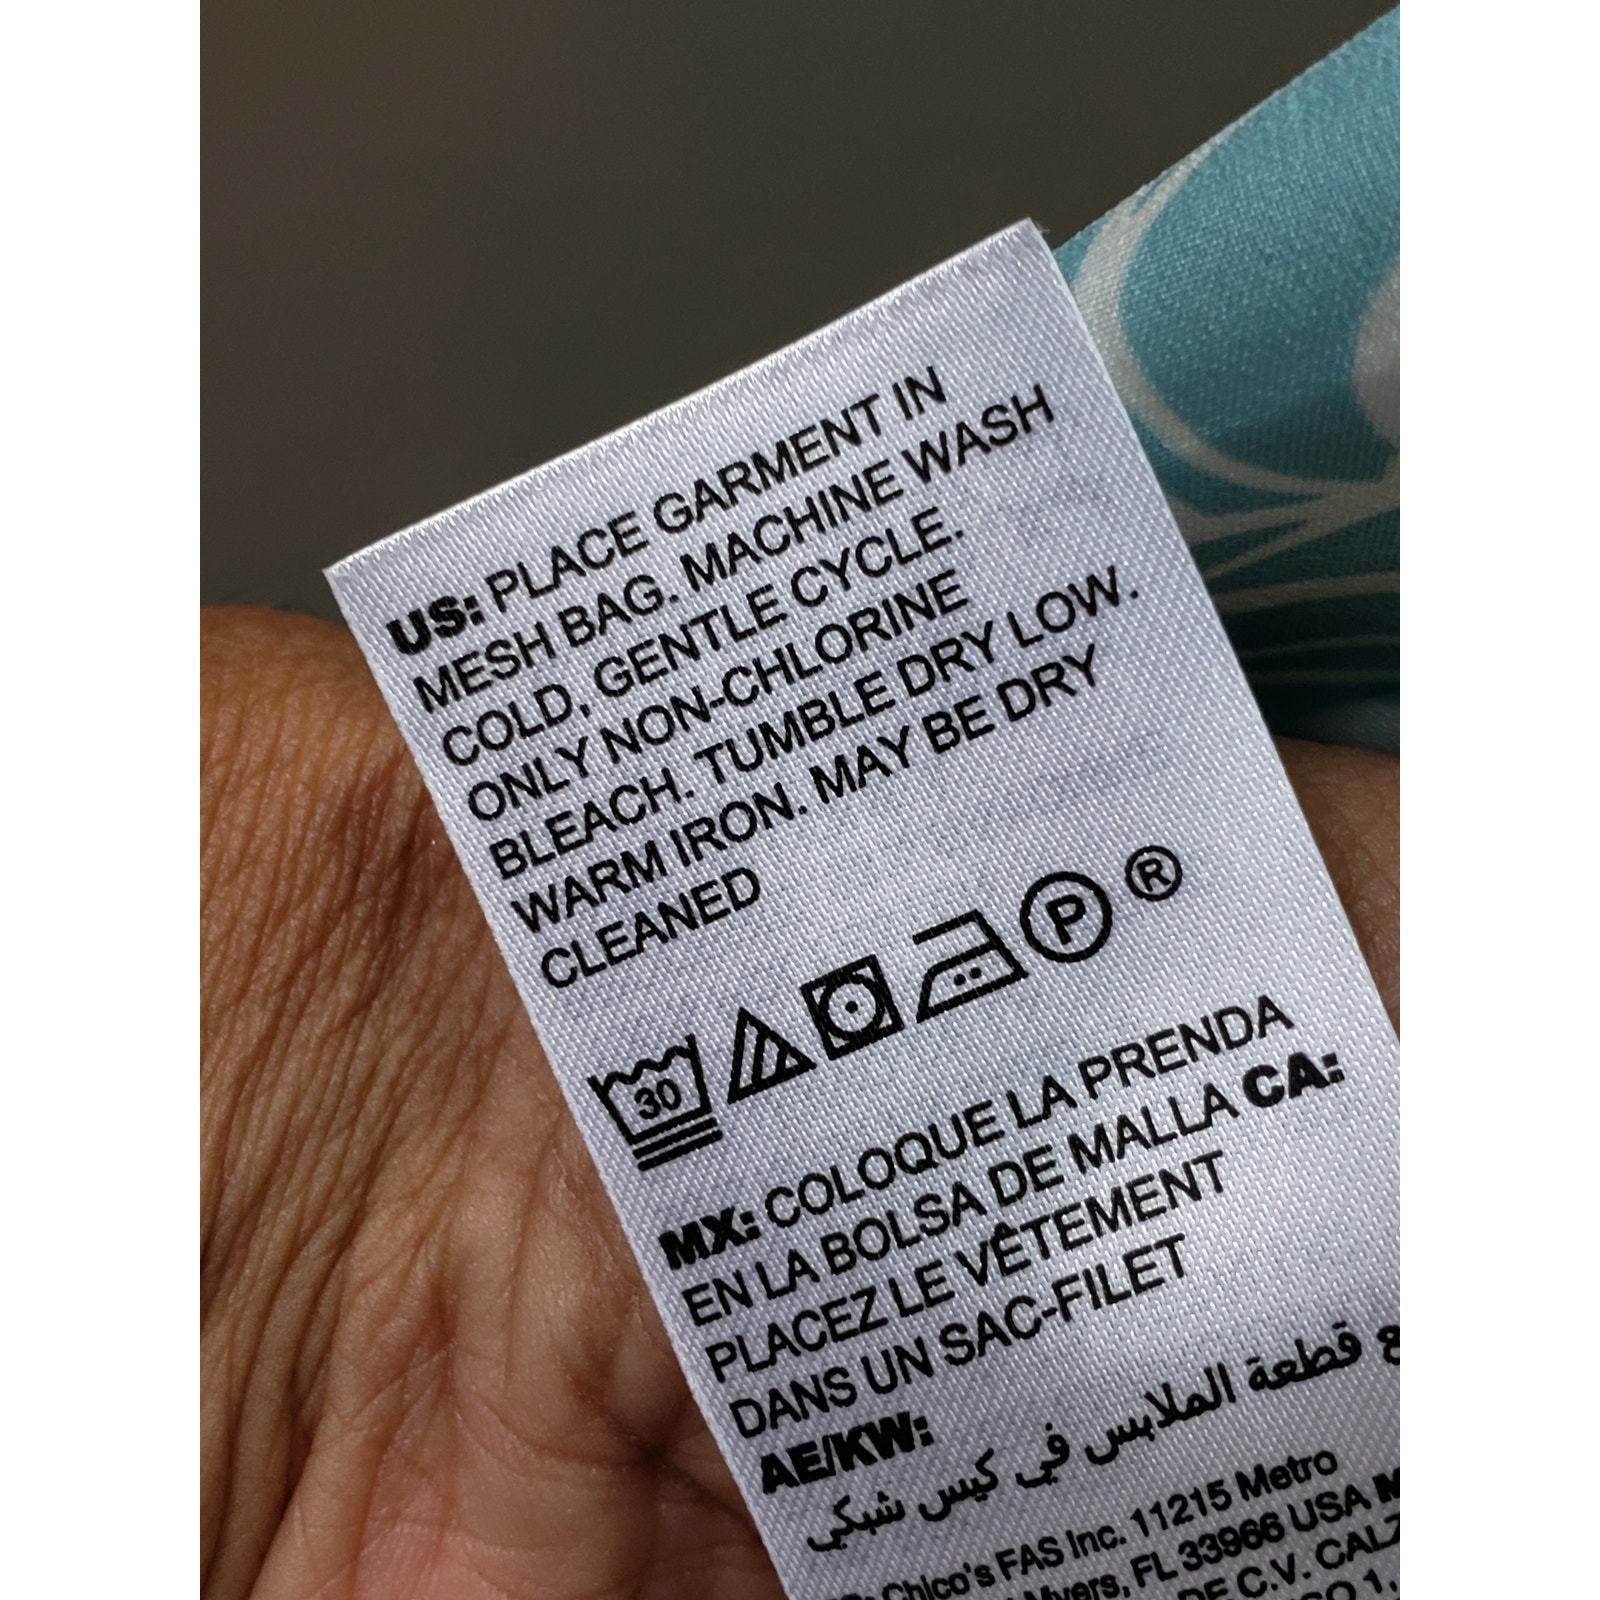 US: PLACE GARMENT IN
MESH BAG. MACHINE WASH
COLD, GENTLE CYCLE.
ONLY NON-CHLORINE
BLEACH. TUMBLE DRY LOW.
WARM IRON. MAY BE DRY
CLEANED
30 P ®
MX: COLOQUE LA PRENDA
EN LA BOLSA DE MALLA CA:
PLACEZ LE VÊTEMENT
DANS UN SAC-FILET
AE/KW: قطعة الملابس في كيس شبكي
Chico's FAS Inc. 11215 Metro
Myers, FL 33966 USA
DE C.V.